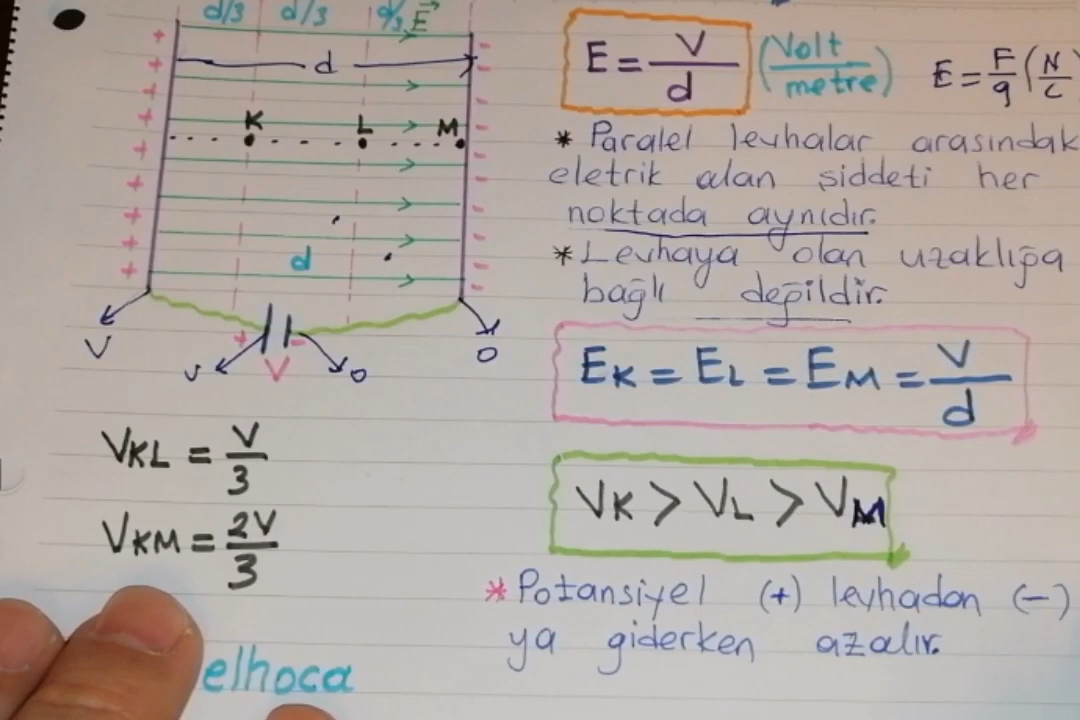 d/3 d/3 d/3 E
d
K L M
d
V + - V 0 0
V
E = V/d (Volt/metre) E = F/q (N/C
* Paralel levhalar arasındak
eletrik alan şiddeti her
noktada aynıdır.
* Levhaya olan uzaklığa
bağlı değildir.
EK = EL = EM = V/d
VKL = V/3
VKM = 2V/3
VK > VL > VM
* Potansiyel (+) levhadan (-)
ya giderken azalır.
elhoca